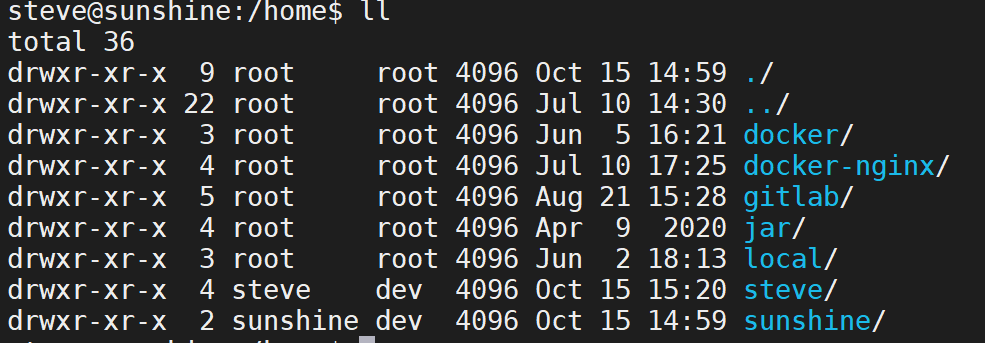 steve@sunshine:/home$ ll
total 36
drwxr-xr-x  9 root     root 4096 Oct 15 14:59 ./
drwxr-xr-x 22 root     root 4096 Jul 10 14:30 ../
drwxr-xr-x  3 root     root 4096 Jun  5 16:21 docker/
drwxr-xr-x  4 root     root 4096 Jul 10 17:25 docker-nginx/
drwxr-xr-x  5 root     root 4096 Aug 21 15:28 gitlab/
drwxr-xr-x  4 root     root 4096 Apr  9  2020 jar/
drwxr-xr-x  3 root     root 4096 Jun  2 18:13 local/
drwxr-xr-x  4 steve    dev  4096 Oct 15 15:20 steve/
drwxr-xr-x  2 sunshine dev  4096 Oct 15 14:59 sunshine/